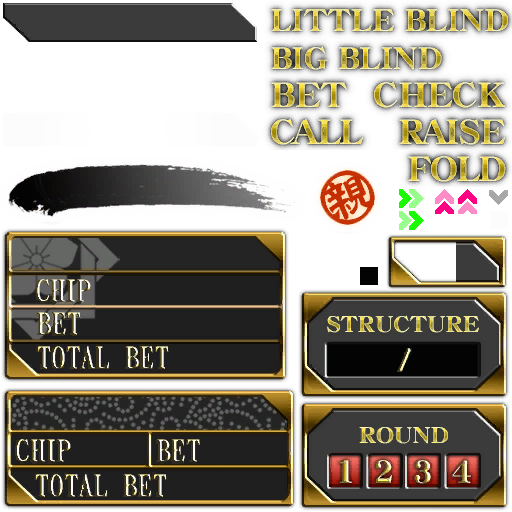 LITTLE BLIND
BIG BLIND
BET CHECK
CALL RAISE
FOLD
親
CHIP
BET
TOTAL BET
STRUCTURE
/
CHIP BET
TOTAL BET
ROUND
1 2 3 4